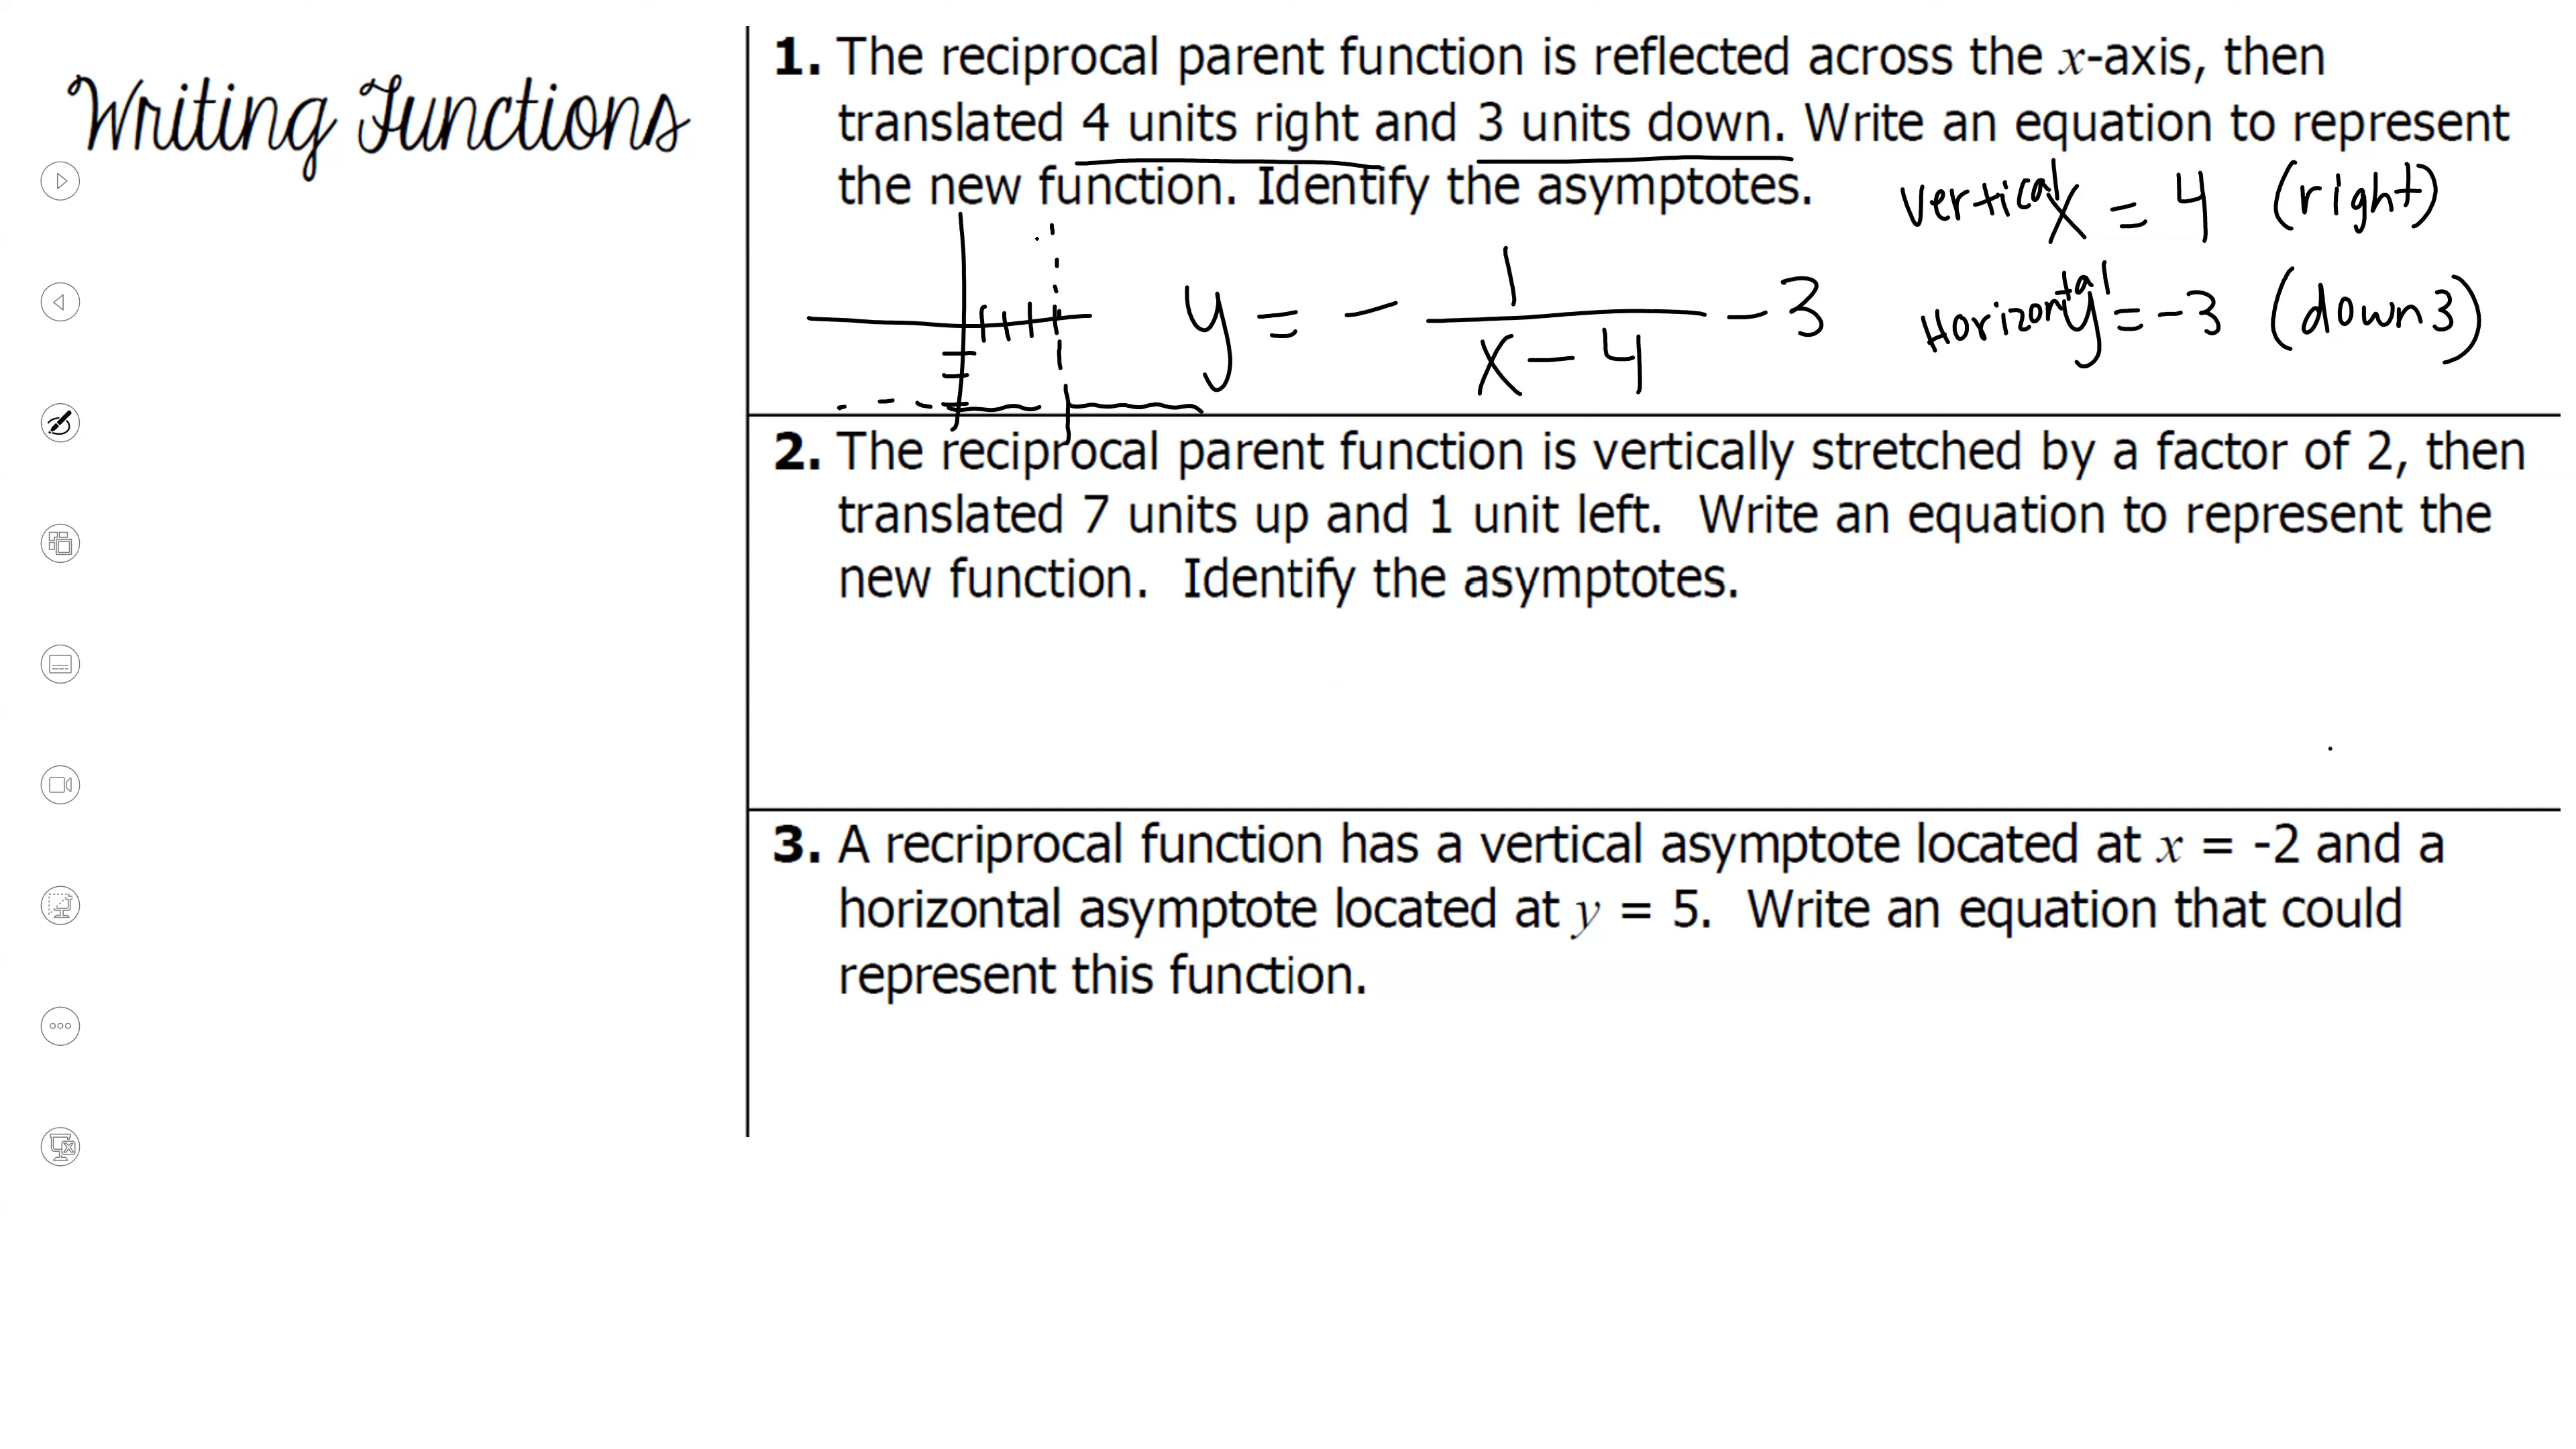 Writing Functions
1. The reciprocal parent function is reflected across the x-axis, then
translated 4 units right and 3 units down. Write an equation to represent
the new function. Identify the asymptotes.
vertical x = 4 (right)
y = - 1/(x - 4) - 3
Horizontal y = -3 (down 3)
2. The reciprocal parent function is vertically stretched by a factor of 2, then
translated 7 units up and 1 unit left. Write an equation to represent the
new function. Identify the asymptotes.
3. A recriprocal function has a vertical asymptote located at x = -2 and a
horizontal asymptote located at y = 5. Write an equation that could
represent this function.